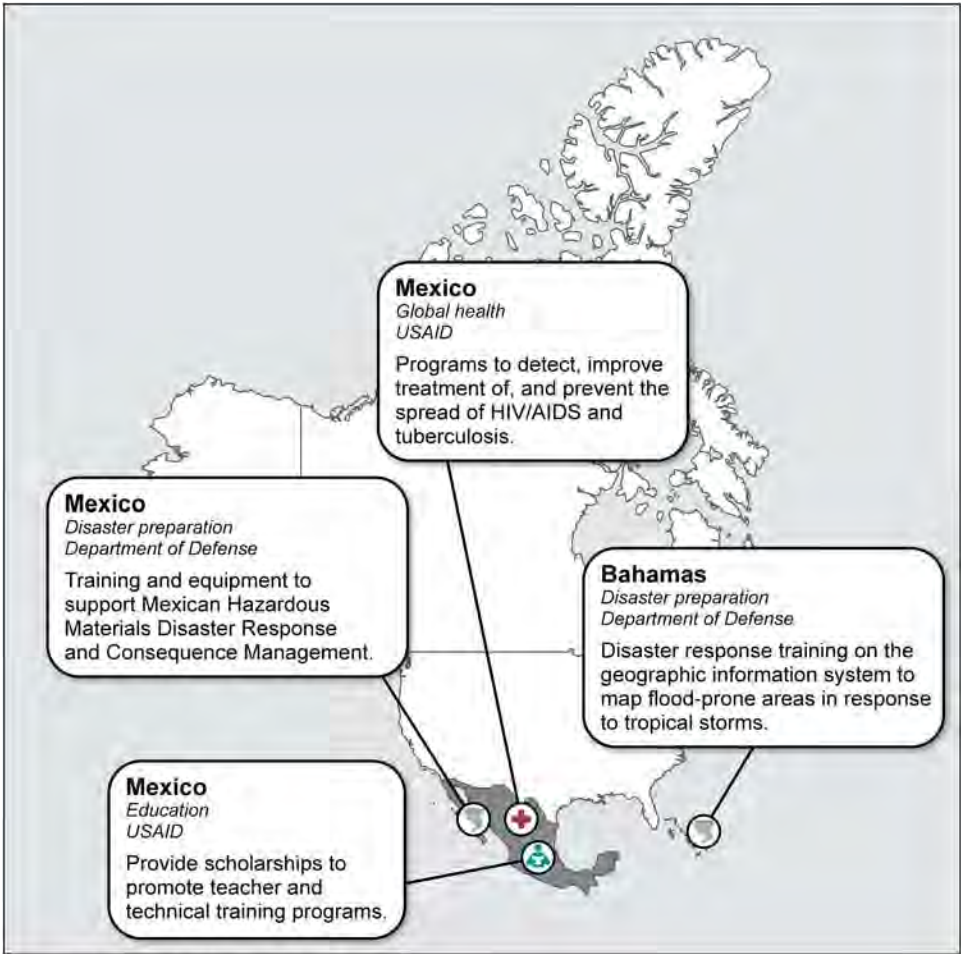 Mexico
Global health
USAID
Programs to detect, improve
treatment of, and prevent the
spread of HIV/AIDS and
tuberculosis.
Mexico
Disaster preparation
Department of Defense
Training and equipment to
support Mexican Hazardous
Materials Disaster Response
and Consequence Management.
Bahamas
Disaster preparation
Department of Defense
Disaster response training on the
geographic information system to
map flood-prone areas in response
to tropical storms.
Mexico
Education
USAID
Provide scholarships to
promote teacher and
technical training programs.